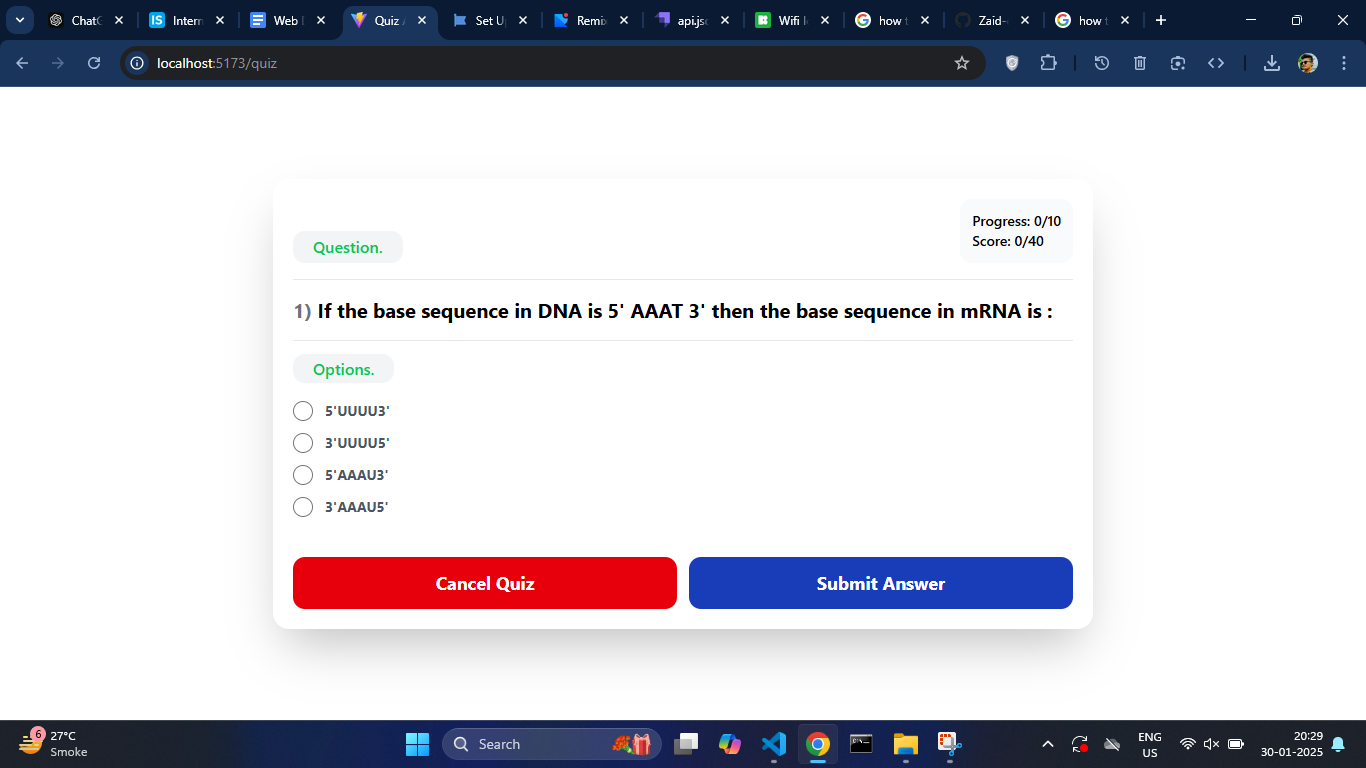 ChatG
Intern
Web l
Quiz A
Set Up
Remix
api.jso
Wifi k
how t
Zaid-
how t
localhost:5173/quiz
Progress: 0/10
Score: 0/40
Question.
1) If the base sequence in DNA is 5' AAAT 3' then the base sequence in mRNA is :
Options.
5'UUUU3'
3'UUUU5'
5'AAAU3'
3'AAAU5'
Cancel Quiz
Submit Answer
6
27°C
Smoke
Search
ENG
US
20:29
30-01-2025